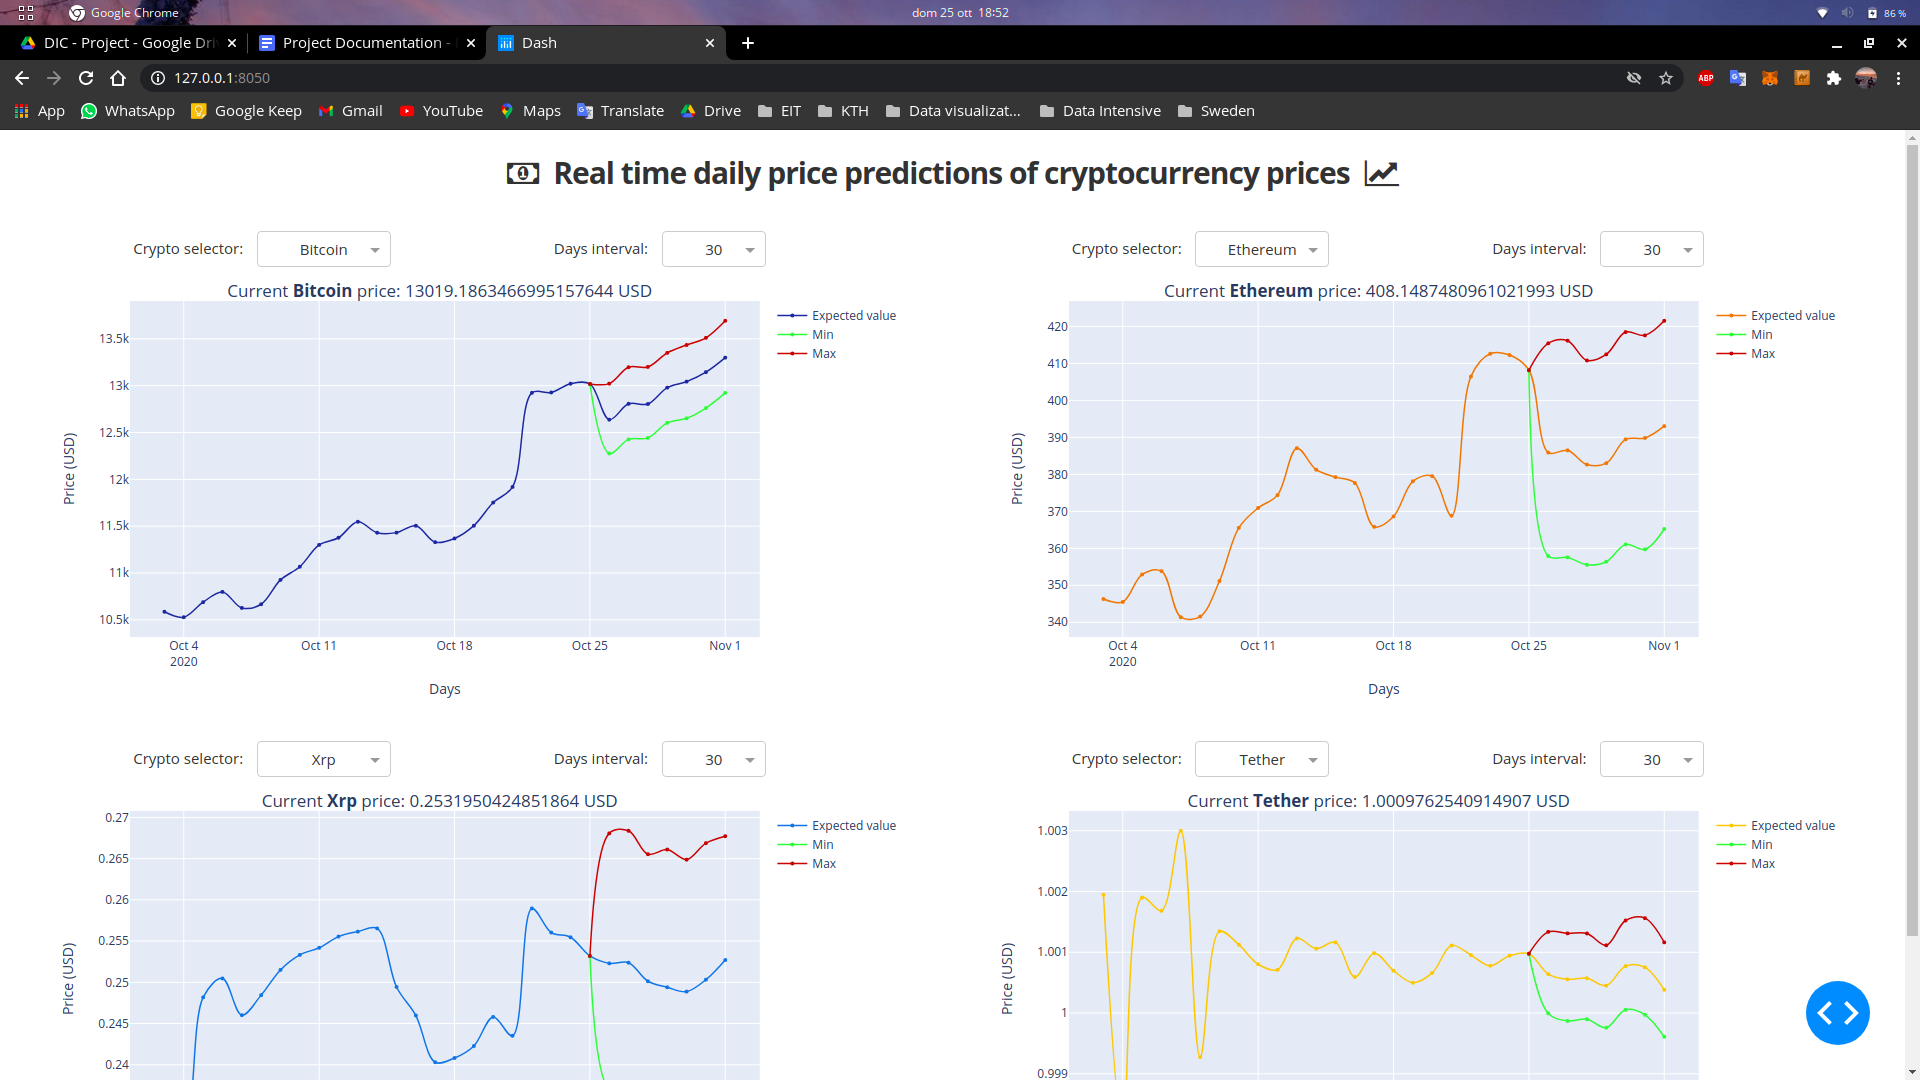 Google Chrome
dom 25 ott 18:52
86 %
DIC - Project - Google Dri
Project Documentation -
Dash
127.0.0.1:8050
ABP
App
WhatsApp
Google Keep
Gmail
YouTube
Maps
Translate
Drive
EIT
KTH
Data visualizat...
Data Intensive
Sweden
Real time daily price predictions of cryptocurrency prices
Crypto selector: Bitcoin
Days interval: 30
Current Bitcoin price: 13019.1863466995157644 USD
Expected value
Min
Max
13.5k
13k
12.5k
12k
11.5k
11k
10.5k
Price (USD)
Oct 4
2020
Oct 11
Oct 18
Oct 25
Nov 1
Days
Crypto selector: Ethereum
Days interval: 30
Current Ethereum price: 408.1487480961021993 USD
Expected value
Min
Max
420
410
400
390
380
370
360
350
340
Price (USD)
Oct 4
2020
Oct 11
Oct 18
Oct 25
Nov 1
Days
Crypto selector: Xrp
Days interval: 30
Current Xrp price: 0.2531950424851864 USD
Expected value
Min
Max
0.27
0.265
0.26
0.255
0.25
0.245
0.24
Price (USD)
Crypto selector: Tether
Days interval: 30
Current Tether price: 1.0009762540914907 USD
Expected value
Min
Max
1.003
1.002
1.001
1
0.999
Price (USD)